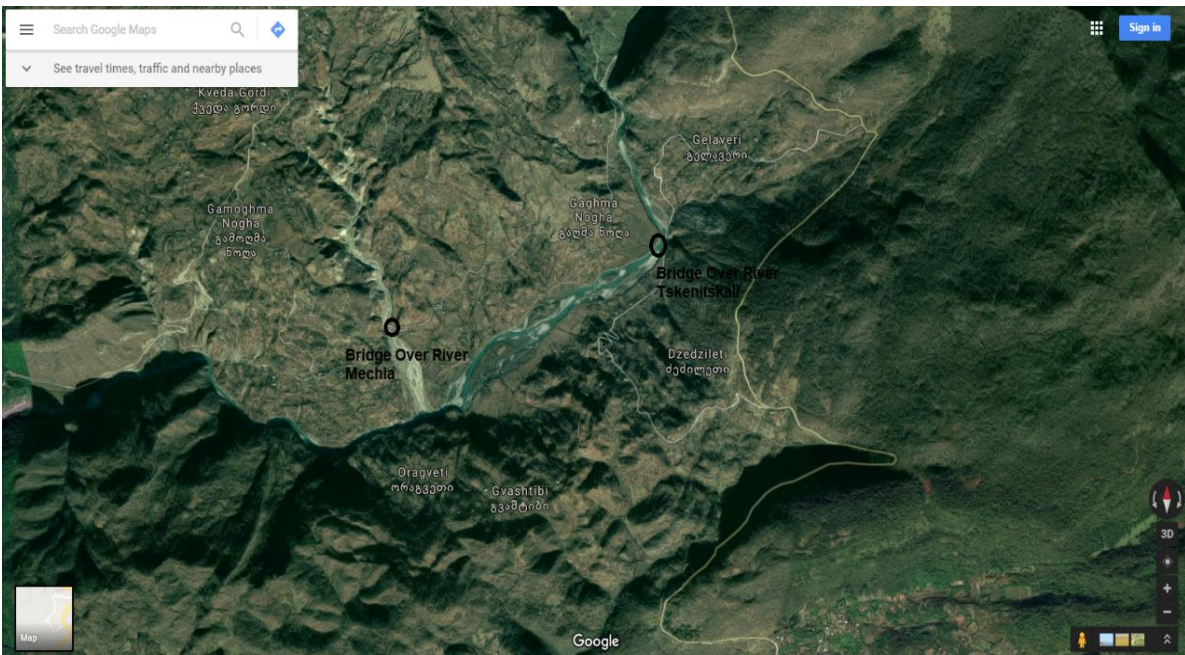 Search Google Maps
Sign in
See travel times, traffic and nearby places
Kveda Gordi
ქვედა გორდი
Gelaveri
გელავერი
Gamoghma
Nogha
გამოღმა
ნოღა
Gaghma
Nogha
გაღმა ნოღა
Bridge Over River
Tskenitskali
Bridge Over River
Mechia
Dzedzileti
ძეძილეთი
Oragveti
ორაგვეთი
Gvashtibi
გვაშტიბი
3D
Map
Google